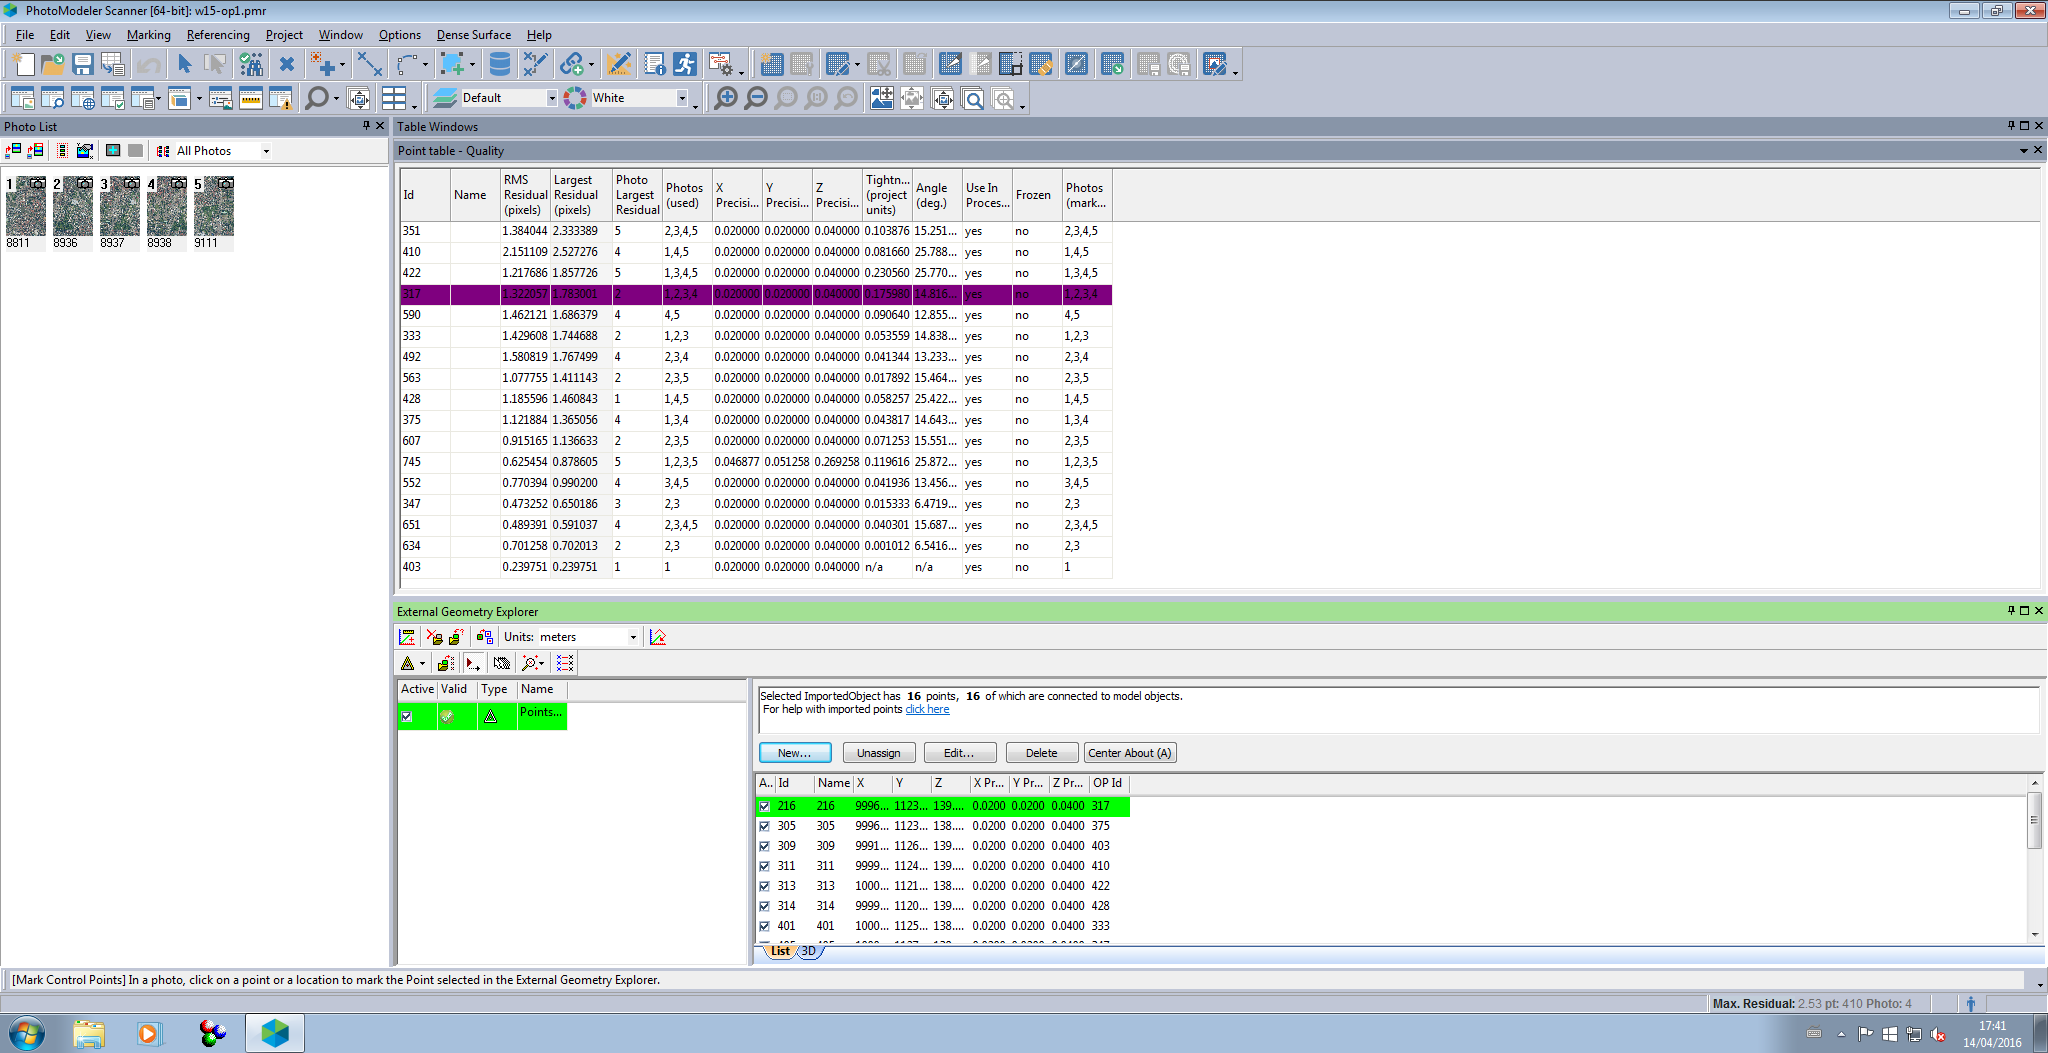 PhotoModeler Scanner [64-bit]: w15-op1.pmr
File Edit View Marking Referencing Project Window Options Dense Surface Help
Default White
Photo List
All Photos
1 2 3 4 5
8811 8936 8937 8938 9111
Table Windows
Point table - Quality
Id Name RMS Residual (pixels) Largest Residual (pixels) Photo Largest Residual Photos (used) X Precisi... Y Precisi... Z Precisi... Tightn... (project units) Angle (deg.) Use In Proces... Frozen Photos (mark...
351 1.384044 2.333389 5 2,3,4,5 0.020000 0.020000 0.040000 0.103876 15.251... yes no 2,3,4,5
410 2.151109 2.527276 4 1,4,5 0.020000 0.020000 0.040000 0.081660 25.788... yes no 1,4,5
422 1.217686 1.857726 5 1,3,4,5 0.020000 0.020000 0.040000 0.230560 25.770... yes no 1,3,4,5
317 1.322057 1.783001 2 1,2,3,4 0.020000 0.020000 0.040000 0.175980 14.816... yes no 1,2,3,4
590 1.462121 1.686379 4 4,5 0.020000 0.020000 0.040000 0.090640 12.855... yes no 4,5
333 1.429608 1.744688 2 1,2,3 0.020000 0.020000 0.040000 0.053559 14.838... yes no 1,2,3
492 1.580819 1.767499 4 2,3,4 0.020000 0.020000 0.040000 0.041344 13.233... yes no 2,3,4
563 1.077755 1.411143 2 2,3,5 0.020000 0.020000 0.040000 0.017892 15.464... yes no 2,3,5
428 1.185596 1.460843 1 1,4,5 0.020000 0.020000 0.040000 0.058257 25.422... yes no 1,4,5
375 1.121884 1.365056 4 1,3,4 0.020000 0.020000 0.040000 0.043817 14.643... yes no 1,3,4
607 0.915165 1.136633 2 2,3,5 0.020000 0.020000 0.040000 0.071253 15.551... yes no 2,3,5
745 0.625454 0.878605 5 1,2,3,5 0.046877 0.051258 0.269258 0.119616 25.872... yes no 1,2,3,5
552 0.770394 0.990200 4 3,4,5 0.020000 0.020000 0.040000 0.041936 13.456... yes no 3,4,5
347 0.473252 0.650186 3 2,3 0.020000 0.020000 0.040000 0.015333 6.4719... yes no 2,3
651 0.489391 0.591037 4 2,3,4,5 0.020000 0.020000 0.040000 0.040301 15.687... yes no 2,3,4,5
634 0.701258 0.702013 2 2,3 0.020000 0.020000 0.040000 0.001012 6.5416... yes no 2,3
403 0.239751 0.239751 1 1 0.020000 0.020000 0.040000 n/a n/a yes no 1
External Geometry Explorer
Units: meters
Active Valid Type Name
Points...
Selected ImportedObject has 16 points, 16 of which are connected to model objects.
For help with imported points click here
New... Unassign Edit... Delete Center About (A)
A.. Id Name X Y Z X Pr... Y Pr... Z Pr... OP Id
216 216 9996... 1123... 139.... 0.0200 0.0200 0.0400 317
305 305 9996... 1123... 138.... 0.0200 0.0200 0.0400 375
309 309 9991... 1126... 139.... 0.0200 0.0200 0.0400 403
311 311 9999... 1124... 139.... 0.0200 0.0200 0.0400 410
313 313 1000... 1121... 138.... 0.0200 0.0200 0.0400 422
314 314 9999... 1120... 139.... 0.0200 0.0200 0.0400 428
401 401 1000... 1125... 138.... 0.0200 0.0200 0.0400 333
List 3D
[Mark Control Points] In a photo, click on a point or a location to mark the Point selected in the External Geometry Explorer.
Max. Residual: 2.53 pt: 410 Photo: 4
17:41
14/04/2016